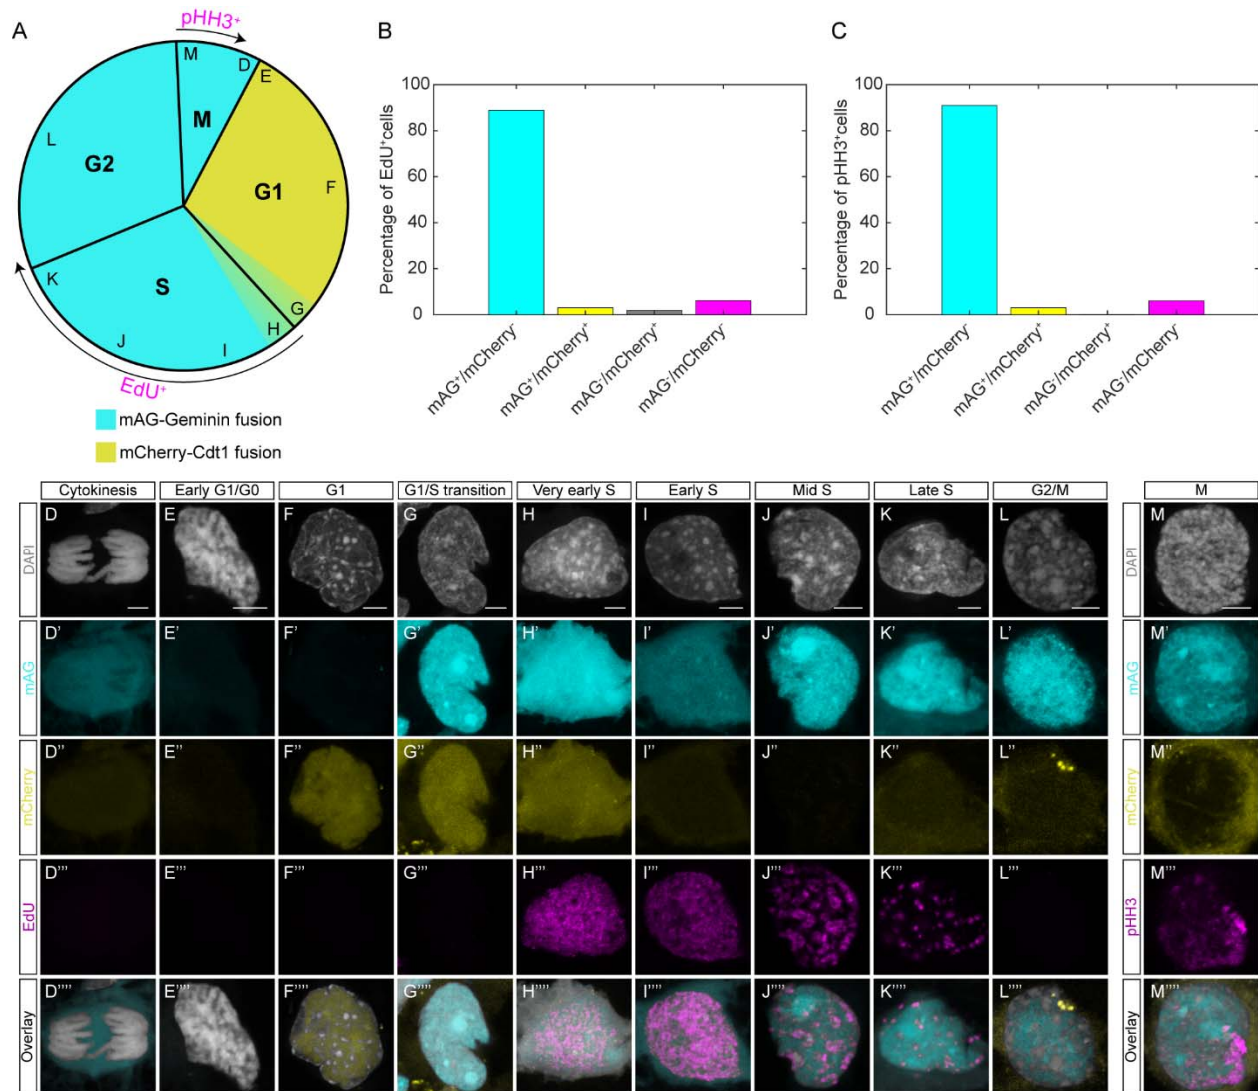 A
pHH3⁺
M
D
E
L
M
G2
G1
F
K
S
G
H
J
I
EdU⁺
mAG-Geminin fusion
mCherry-Cdt1 fusion
B
Percentage of EdU⁺cells
100
80
60
40
20
0
mAG⁺/mCherry⁻
mAG⁺/mCherry⁺
mAG⁻/mCherry⁺
mAG⁻/mCherry⁻
C
Percentage of pHH3⁺cells
100
80
60
40
20
0
mAG⁺/mCherry⁻
mAG⁺/mCherry⁺
mAG⁻/mCherry⁺
mAG⁻/mCherry⁻
Cytokinesis Early G1/G0 G1 G1/S transition Very early S Early S Mid S Late S G2/M M
DAPI D E F G H I J K L DAPI M
mAG D' E' F' G' H' I' J' K' L' mAG M'
mCherry D'' E'' F'' G'' H'' I'' J'' K'' L'' mCherry M''
EdU D''' E''' F''' G''' H''' I''' J''' K''' L''' pHH3 M'''
Overlay D'''' E'''' F'''' G'''' H'''' I'''' J'''' K'''' L'''' Overlay M''''